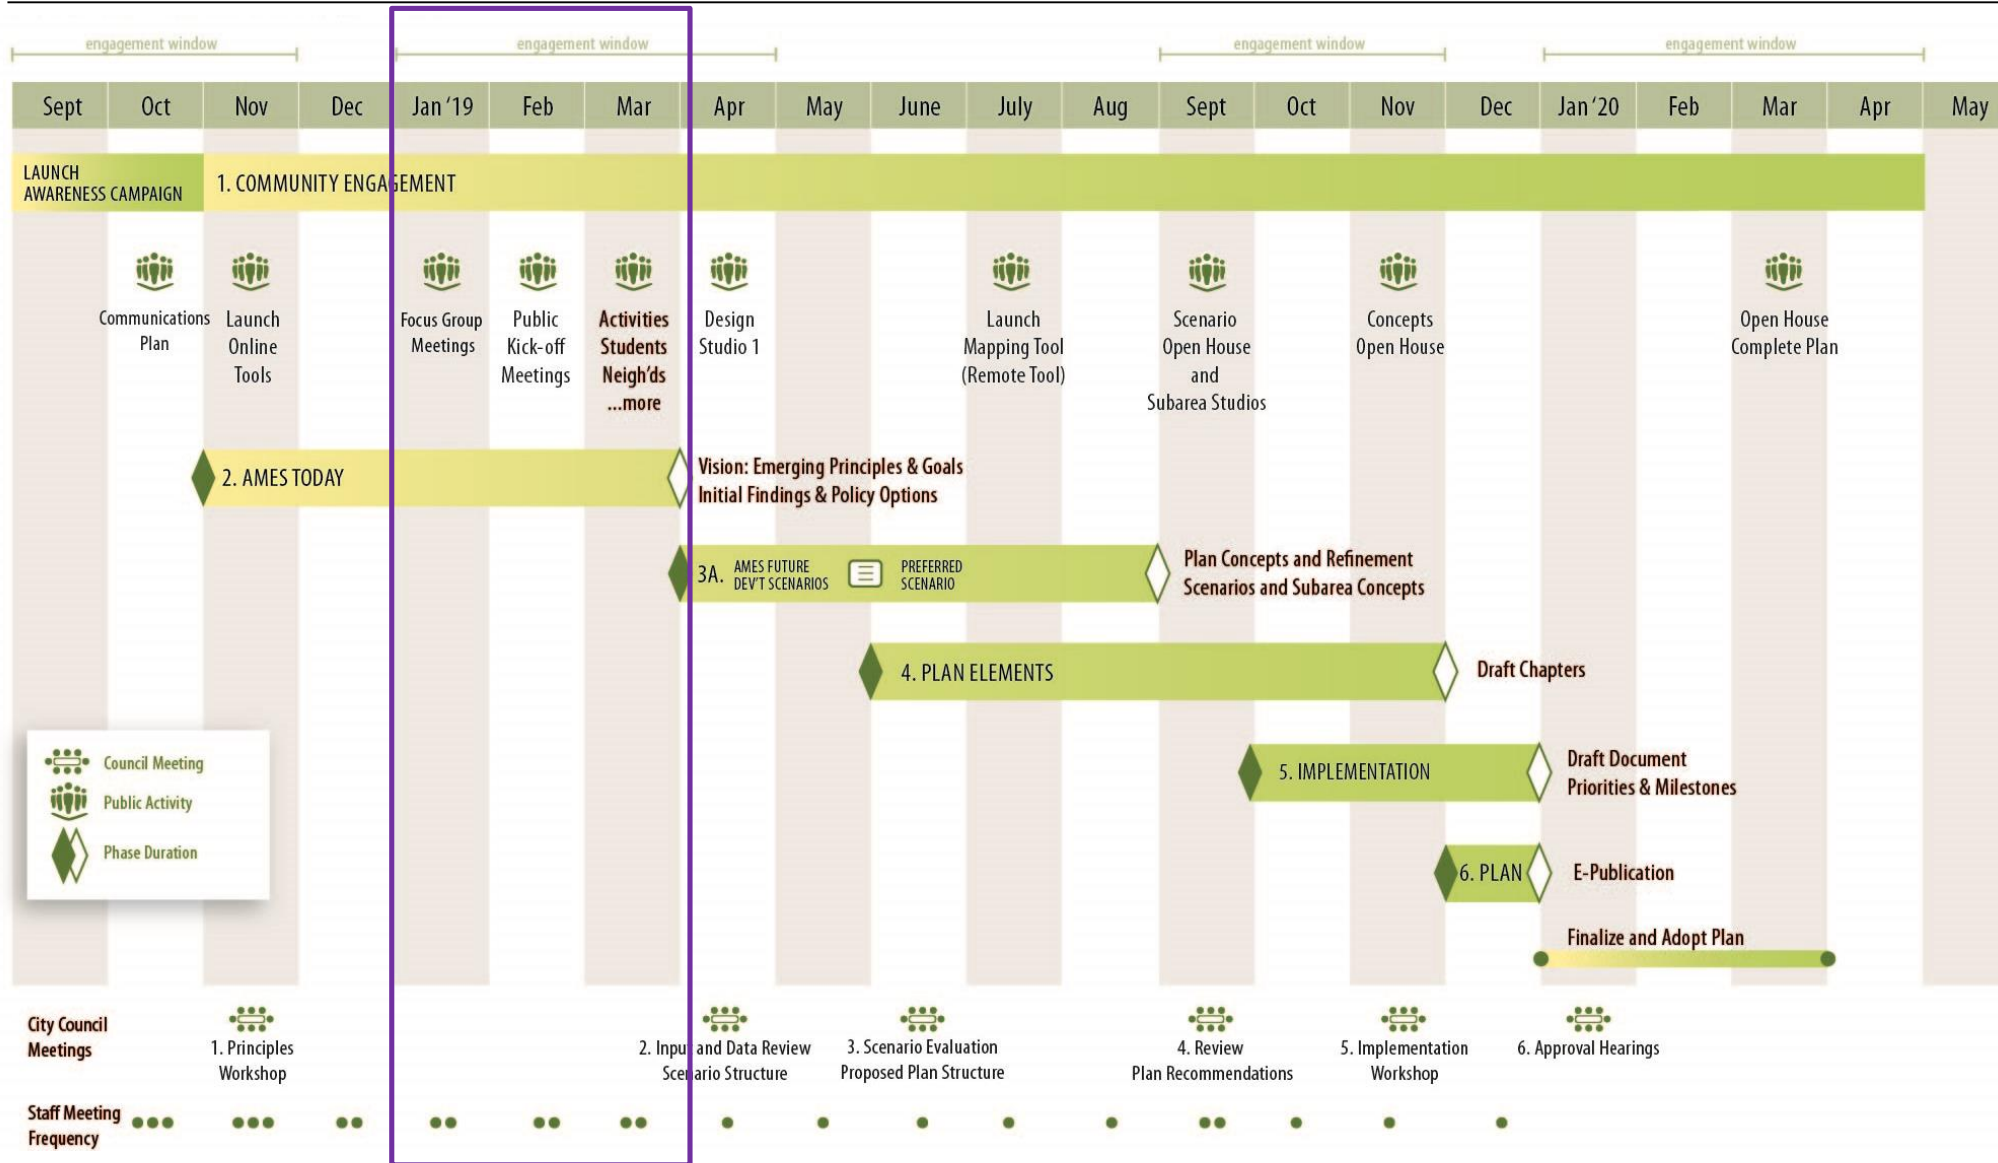 engagement window
engagement window
engagement window
engagement window
Sept Oct Nov Dec Jan ‘19 Feb Mar Apr May June July Aug Sept Oct Nov Dec Jan ‘20 Feb Mar Apr May
LAUNCH
AWARENESS CAMPAIGN
1. COMMUNITY ENGAGEMENT
Communications
Plan
Launch
Online
Tools
Focus Group
Meetings
Public
Kick-off
Meetings
Activities
Students
Neigh’ds
...more
Design
Studio 1
Launch
Mapping Tool
(Remote Tool)
Scenario
Open House
and
Subarea Studios
Concepts
Open House
Open House
Complete Plan
2. AMES TODAY
Vision: Emerging Principles & Goals
Initial Findings & Policy Options
3A.
AMES FUTURE
DEV’T SCENARIOS
PREFERRED
SCENARIO
Plan Concepts and Refinement
Scenarios and Subarea Concepts
4. PLAN ELEMENTS
Draft Chapters
Council Meeting
Public Activity
Phase Duration
5. IMPLEMENTATION
Draft Document
Priorities & Milestones
6. PLAN
E-Publication
Finalize and Adopt Plan
City Council
Meetings
1. Principles
Workshop
2. Input and Data Review
Scenario Structure
3. Scenario Evaluation
Proposed Plan Structure
4. Review
Plan Recommendations
5. Implementation
Workshop
6. Approval Hearings
Staff Meeting
Frequency